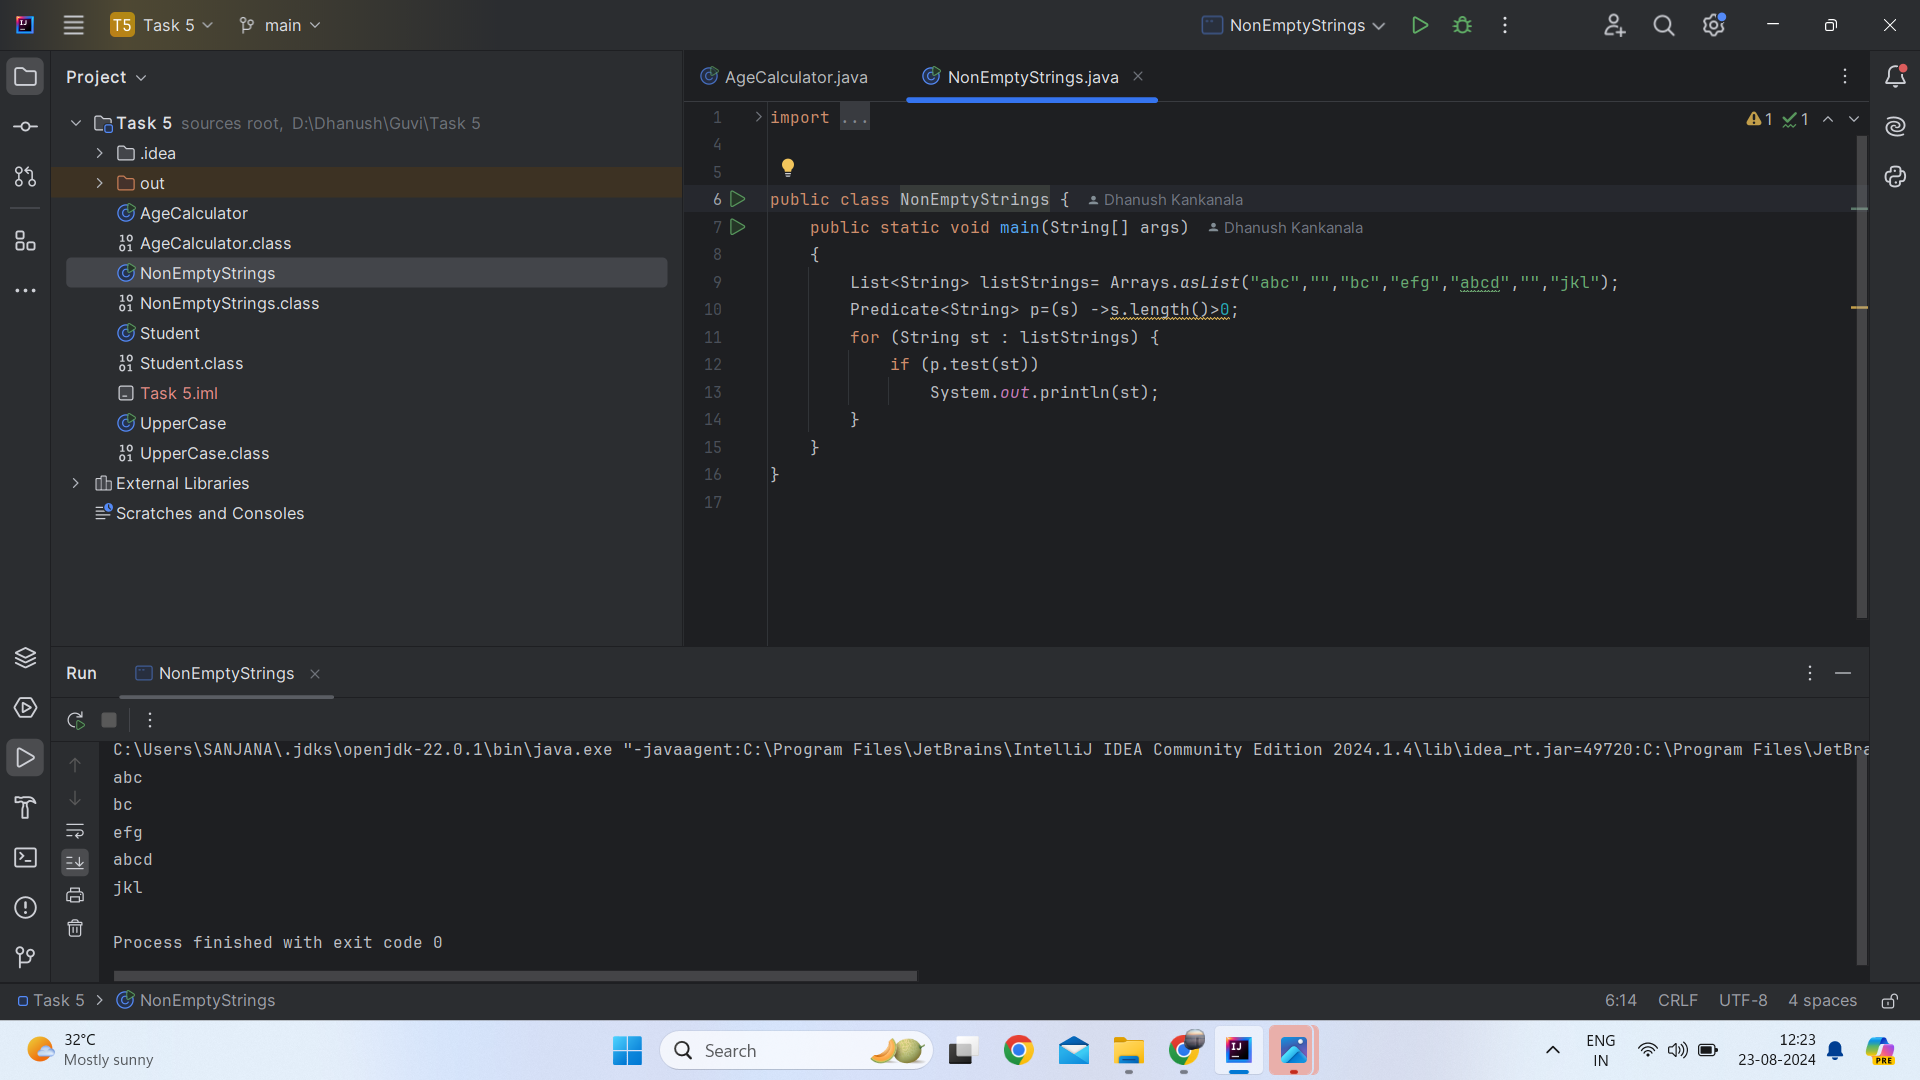 T5 Task 5 main NonEmptyStrings
Project
AgeCalculator.java NonEmptyStrings.java
Task 5 sources root, D:\Dhanush\Guvi\Task 5
.idea
out
AgeCalculator
AgeCalculator.class
NonEmptyStrings
NonEmptyStrings.class
Student
Student.class
Task 5.iml
UpperCase
UpperCase.class
External Libraries
Scratches and Consoles
1 import ...
4
5
6 public class NonEmptyStrings { Dhanush Kankanala
7 public static void main(String[] args) Dhanush Kankanala
8 {
9 List<String> listStrings= Arrays.asList("abc","","bc","efg","abcd","","jkl");
10 Predicate<String> p=(s) ->s.length()>0;
11 for (String st : listStrings) {
12 if (p.test(st))
13 System.out.println(st);
14 }
15 }
16 }
17
1 1
Run NonEmptyStrings
C:\Users\SANJANA\.jdks\openjdk-22.0.1\bin\java.exe "-javaagent:C:\Program Files\JetBrains\IntelliJ IDEA Community Edition 2024.1.4\lib\idea_rt.jar=49720:C:\Program Files\JetBra
abc
bc
efg
abcd
jkl
Process finished with exit code 0
Task 5 > NonEmptyStrings
6:14 CRLF UTF-8 4 spaces
32°C
Mostly sunny
Search
ENG
IN
12:23
23-08-2024
PRE